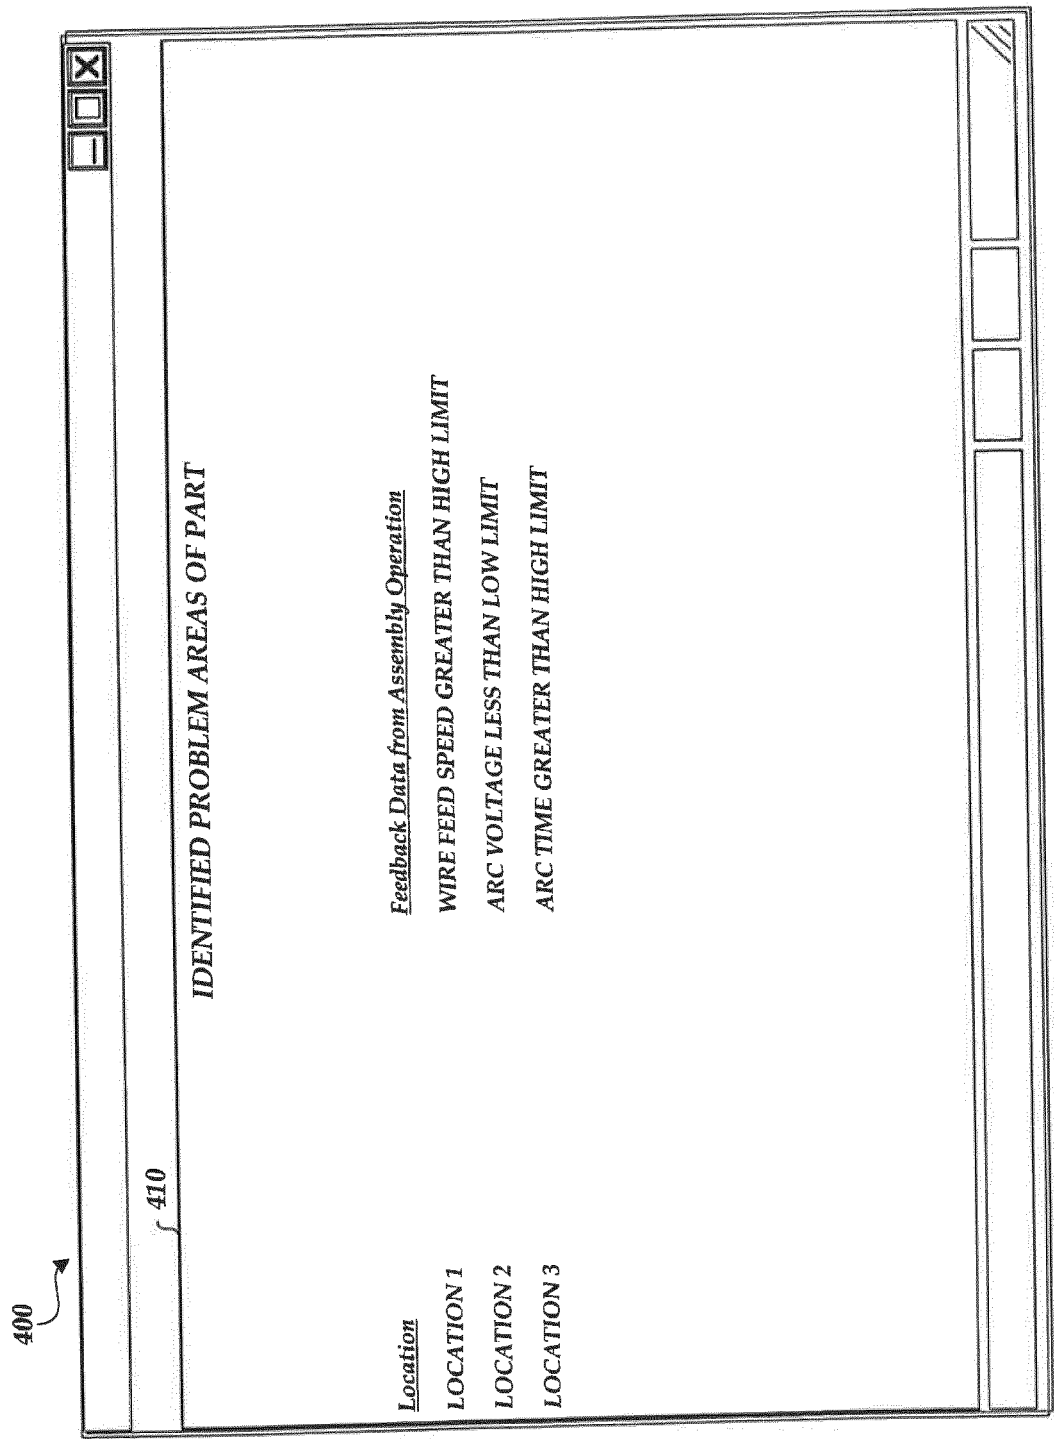 400
410
IDENTIFIED PROBLEM AREAS OF PART
Location Feedback Data from Assembly Operation
LOCATION 1 WIRE FEED SPEED GREATER THAN HIGH LIMIT
LOCATION 2 ARC VOLTAGE LESS THAN LOW LIMIT
LOCATION 3 ARC TIME GREATER THAN HIGH LIMIT